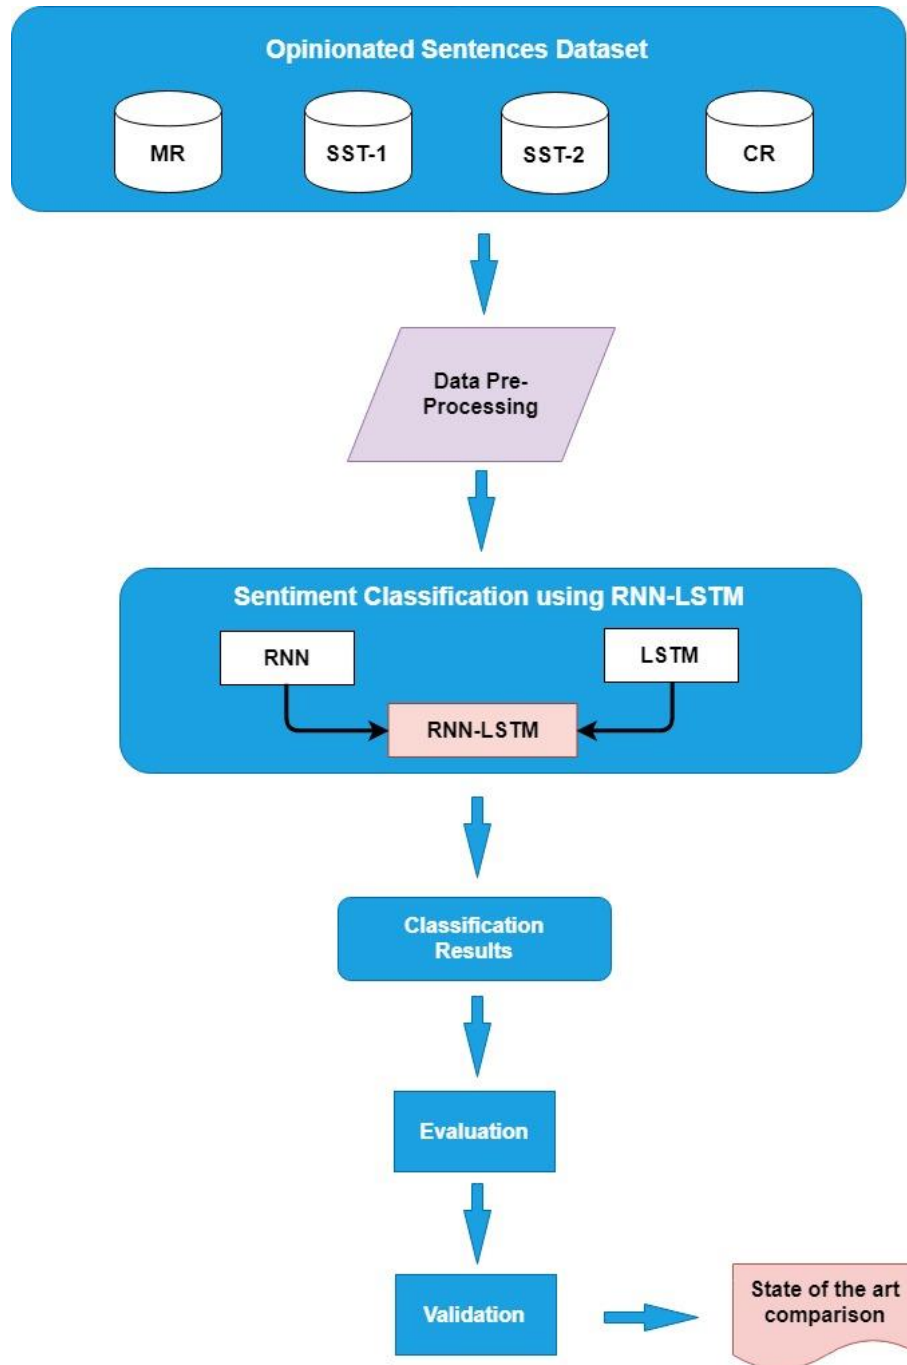 Opinionated Sentences Dataset
MR
SST-1
SST-2
CR
Data Pre-
Processing
Sentiment Classification using RNN-LSTM
RNN
LSTM
RNN-LSTM
Classification
Results
Evaluation
Validation
State of the art
comparison